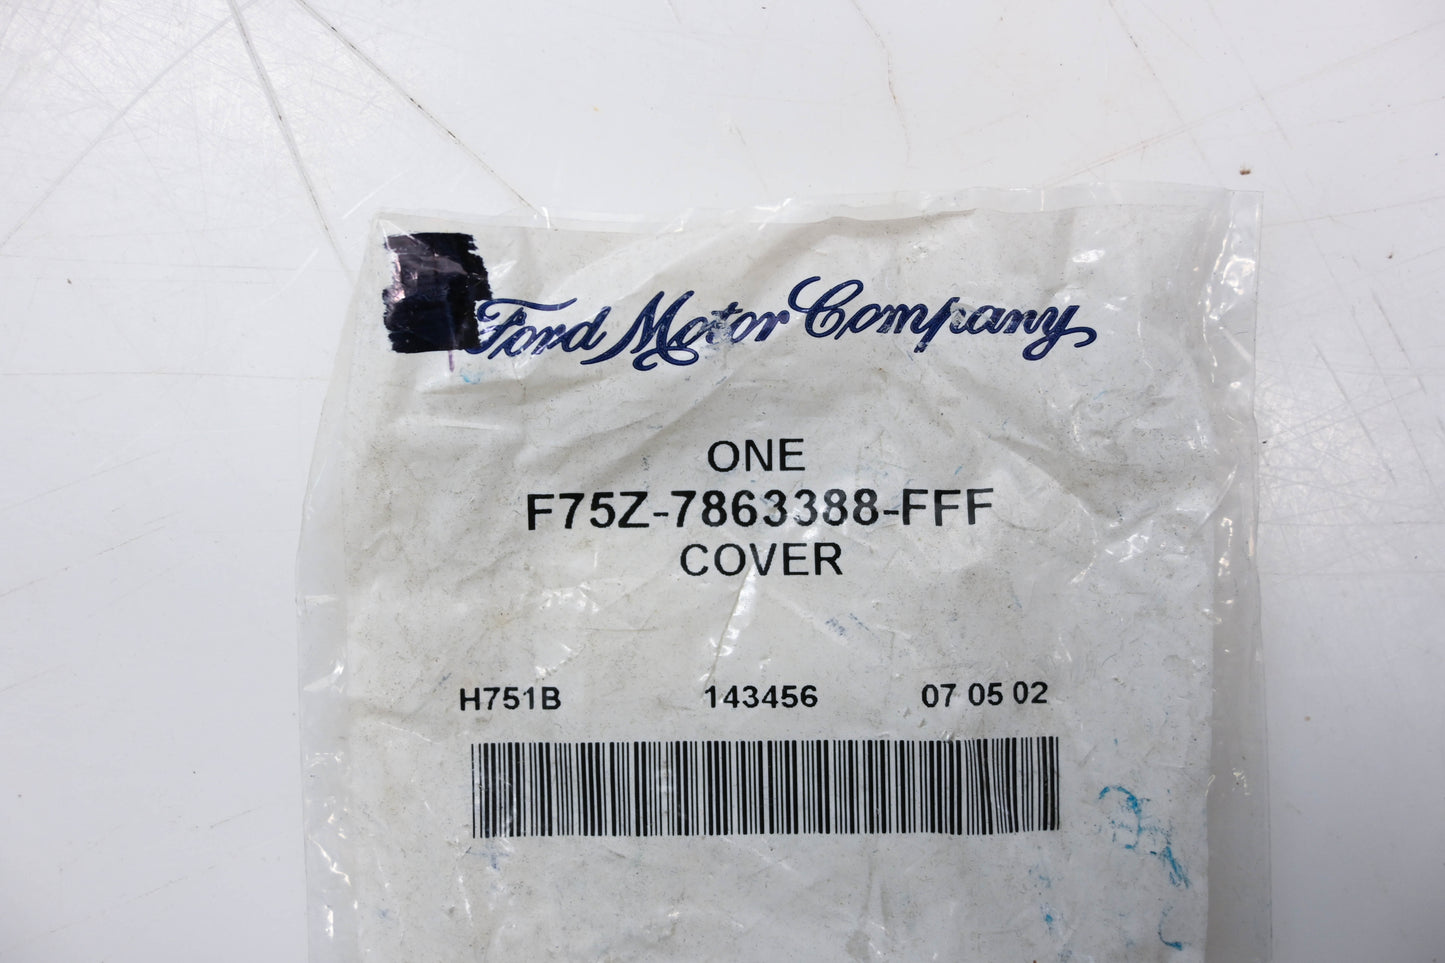 Ford Motor Company
ONE
F75Z-7863388-FFF
COVER
H751B 143456 07 05 02